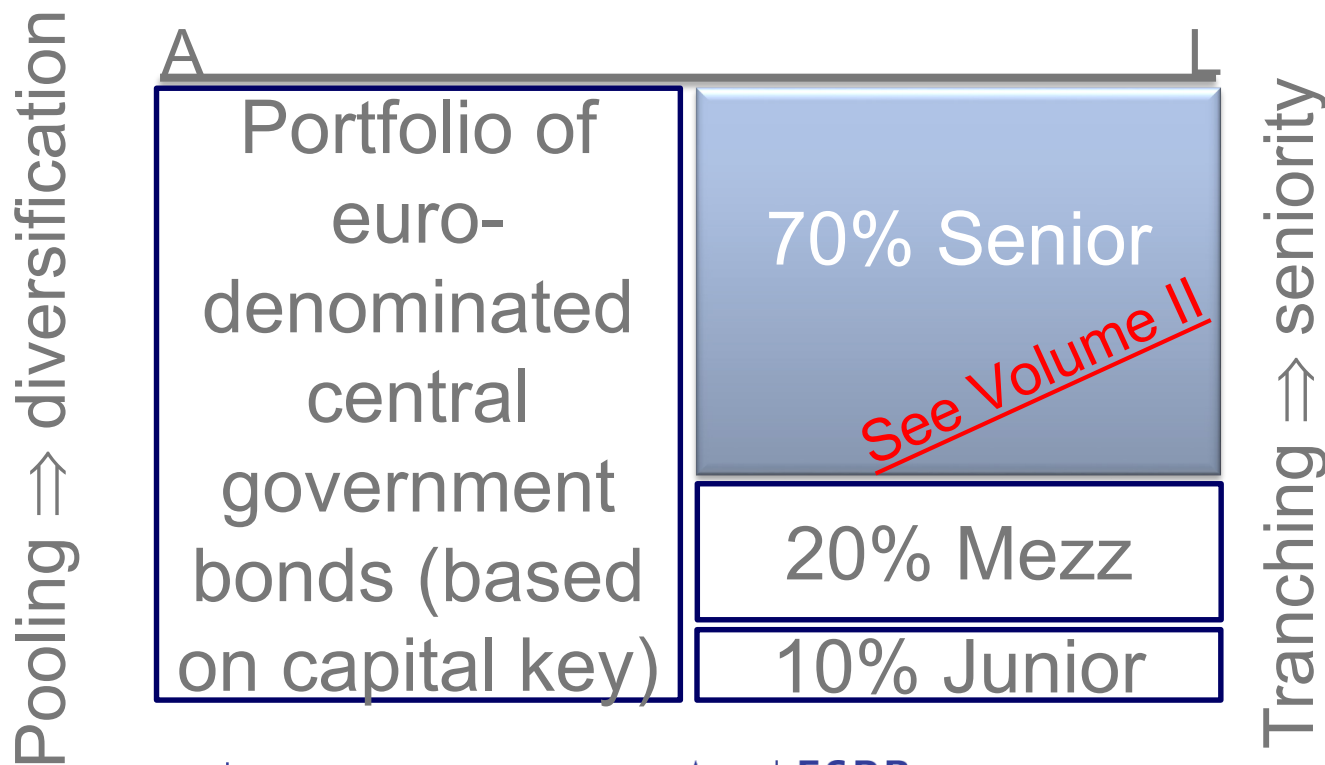 Pooling ⇒ diversification
A
L
Portfolio of
euro-
denominated
central
government
bonds (based
on capital key)
70% Senior
See Volume II
20% Mezz
10% Junior
Tranching ⇒ seniority